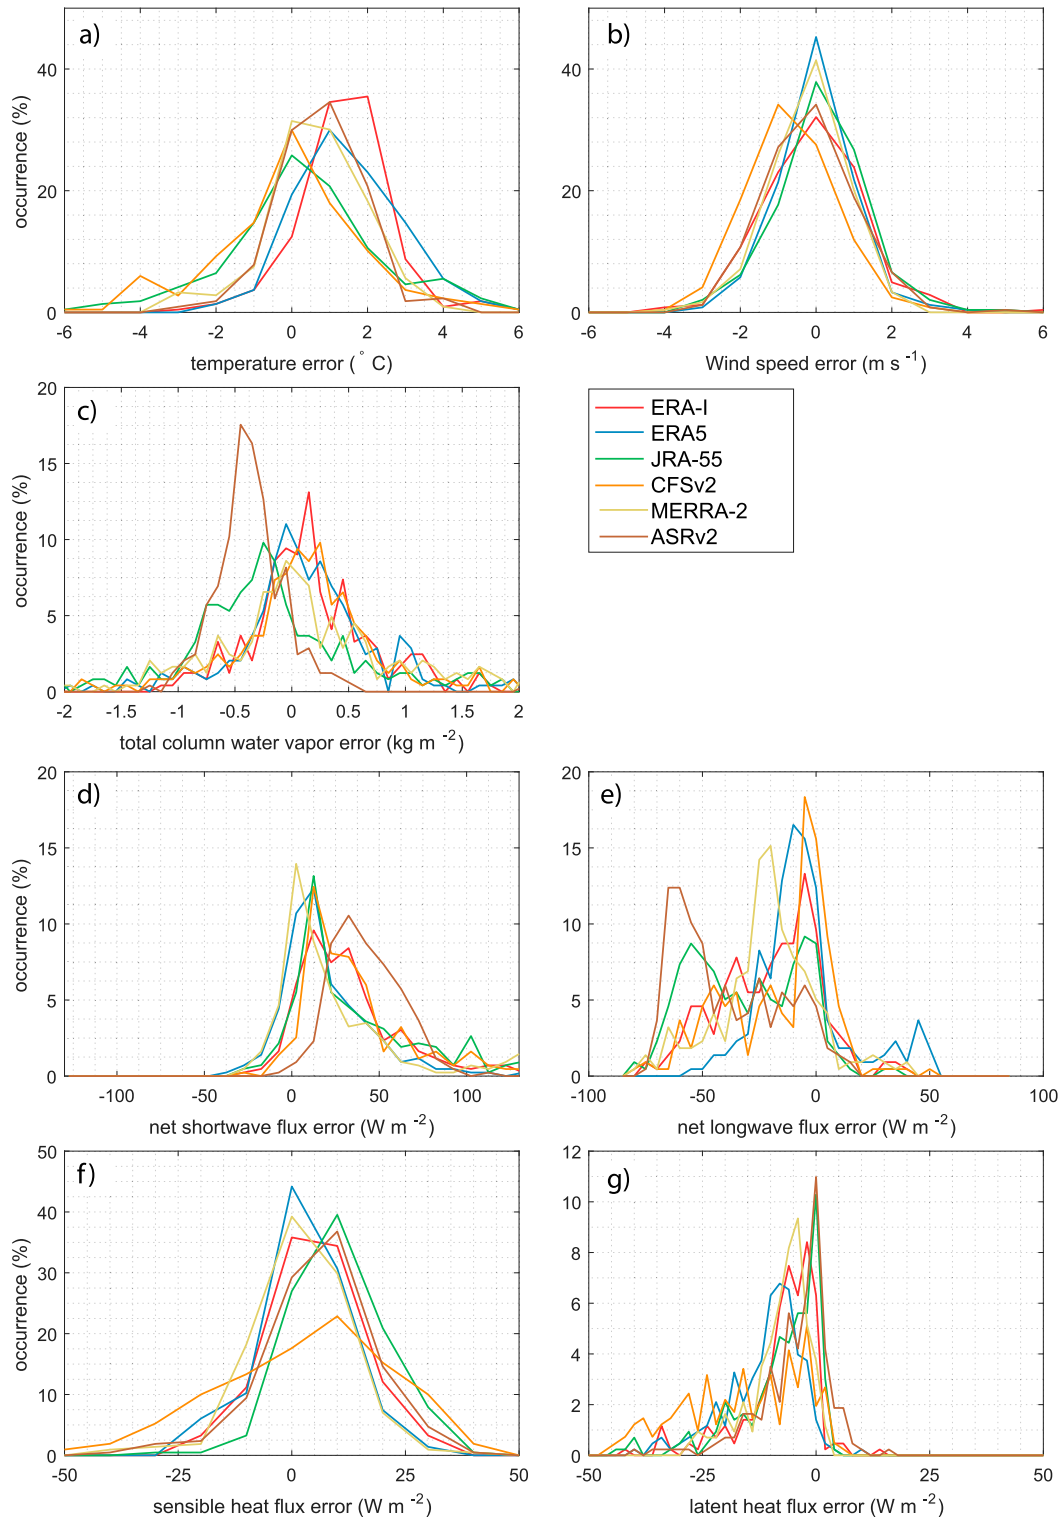 a)
occurrence (%)
0
20
40
-6 -4 -2 0 2 4 6
temperature error (° C)
b)
0
20
40
-6 -4 -2 0 2 4 6
Wind speed error (m s -1)
c)
occurrence (%)
0
5
10
15
20
-2 -1.5 -1 -0.5 0 0.5 1 1.5 2
total column water vapor error (kg m -2)
ERA-I
ERA5
JRA-55
CFSv2
MERRA-2
ASRv2
d)
occurrence (%)
0
5
10
15
20
-100 -50 0 50 100
net shortwave flux error (W m -2)
e)
0
5
10
15
20
-100 -50 0 50 100
net longwave flux error (W m -2)
f)
occurrence (%)
0
10
20
30
40
50
-50 -25 0 25 50
sensible heat flux error (W m -2)
g)
0
2
4
6
8
10
12
-50 -25 0 25 50
latent heat flux error (W m -2)